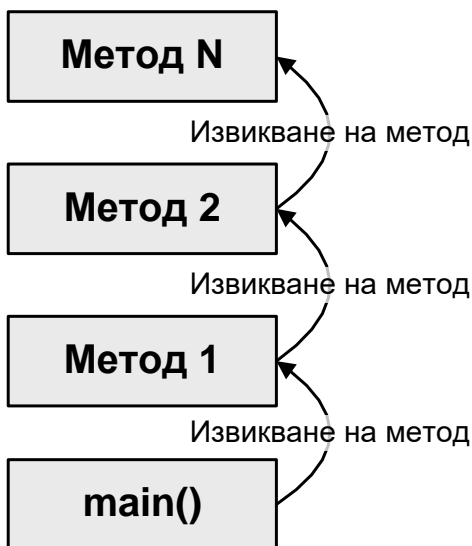 Метод N
Извикване на метод
Метод 2
Извикване на метод
Метод 1
Извикване на метод
main()